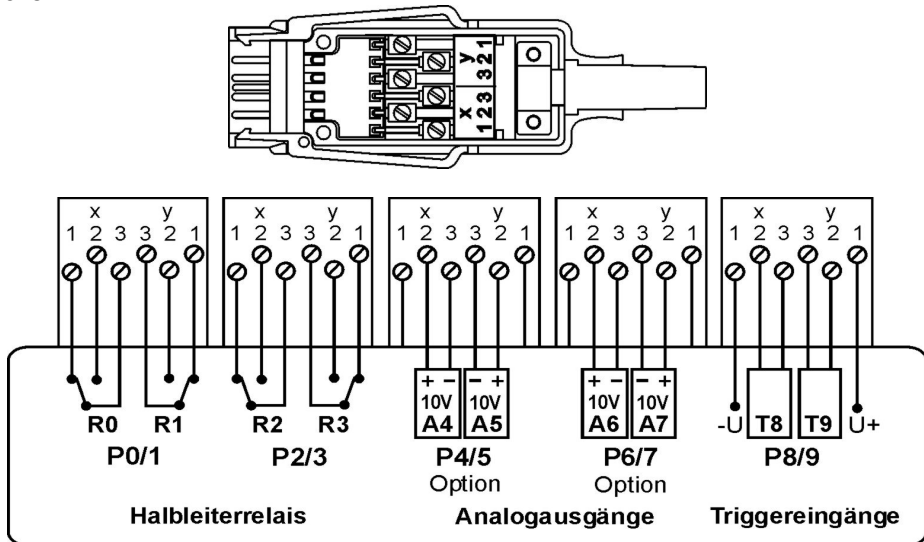 y
1 2 3
x
3 2 1
x y x y x y x y x y
1 2 3 3 2 1 1 2 3 3 2 1 1 2 3 3 2 1 1 2 3 3 2 1 1 2 3 3 2 1
+ − − + + − − +
10V 10V 10V 10V
R0 R1 R2 R3 A4 A5 A6 A7 -U T8 T9 U+
P0/1 P2/3 P4/5 P6/7 P8/9
Option Option
Halbleiterrelais Analogausgänge Triggereingänge